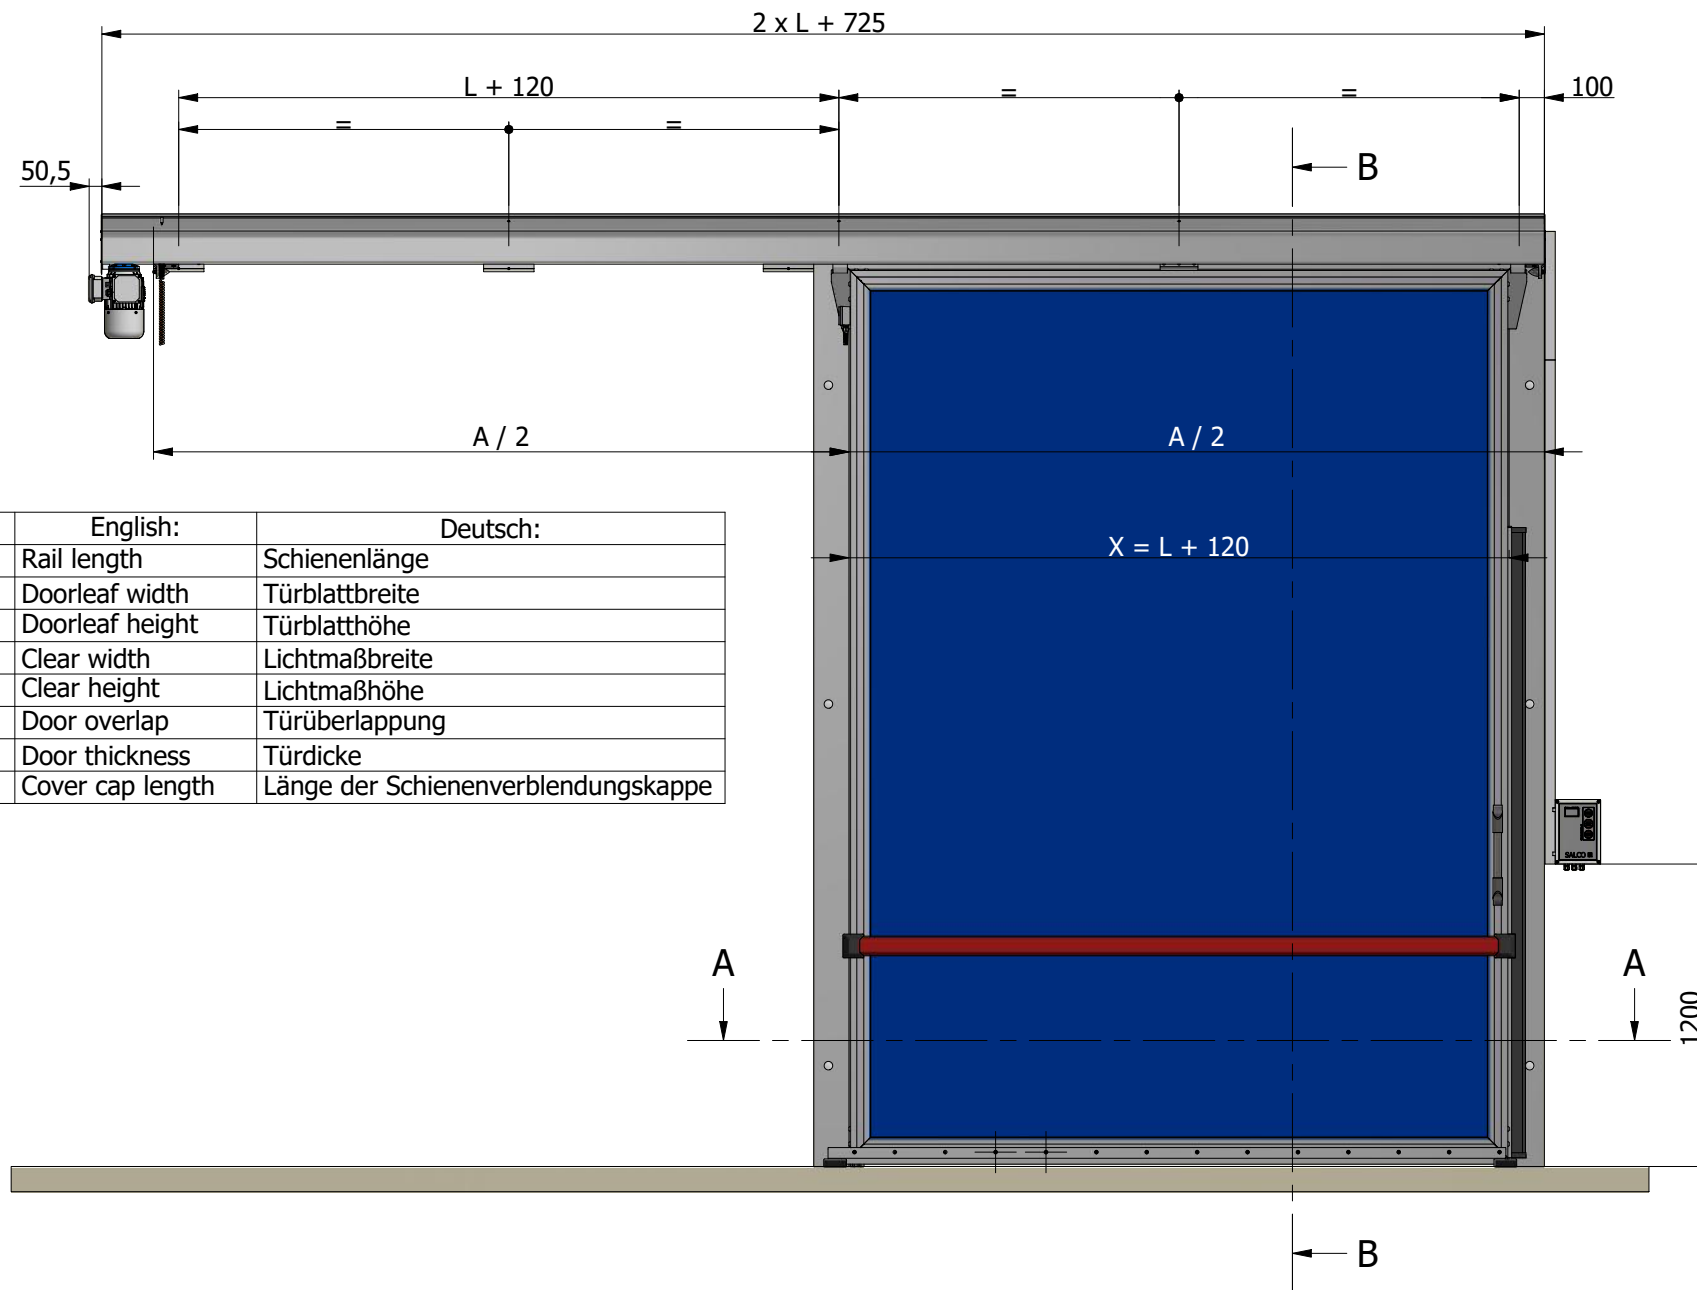 2 x L + 725
L + 120
=
=
100
=
=
50,5
B
A / 2
A / 2
English: Deutsch:
X = L + 120
Rail length Schienenlänge
Doorleaf width Türblattbreite
Doorleaf height Türblatthöhe
Clear width Lichtmaßbreite
Clear height Lichtmaßhöhe
Door overlap Türüberlappung
Door thickness Türdicke
Cover cap length Länge der Schienenverblendungskappe
SALCO
A
A
1200
B